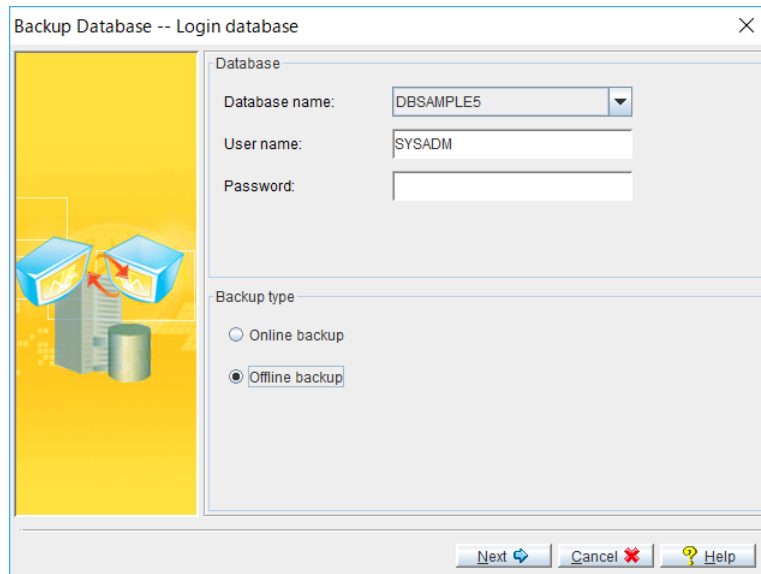 Backup Database -- Login database
Database
Database name: DBSAMPLE5
User name: SYSADM
Password:
Backup type
Online backup
Offline backup
Next Cancel Help